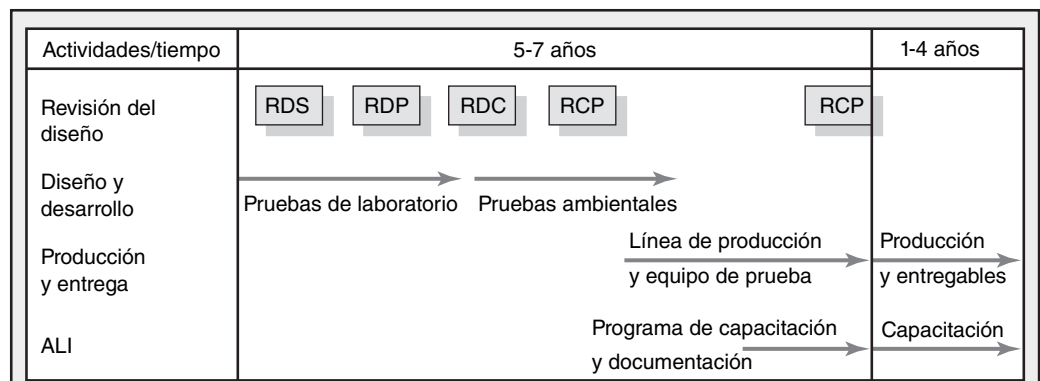 Actividades/tiempo 5-7 años 1-4 años
Revisión del
diseño
RDS RDP RDC RCP RCP
Diseño y
desarrollo
Pruebas de laboratorio Pruebas ambientales
Producción
y entrega
Línea de producción
y equipo de prueba
Producción
y entregables
ALI
Programa de capacitación
y documentación
Capacitación